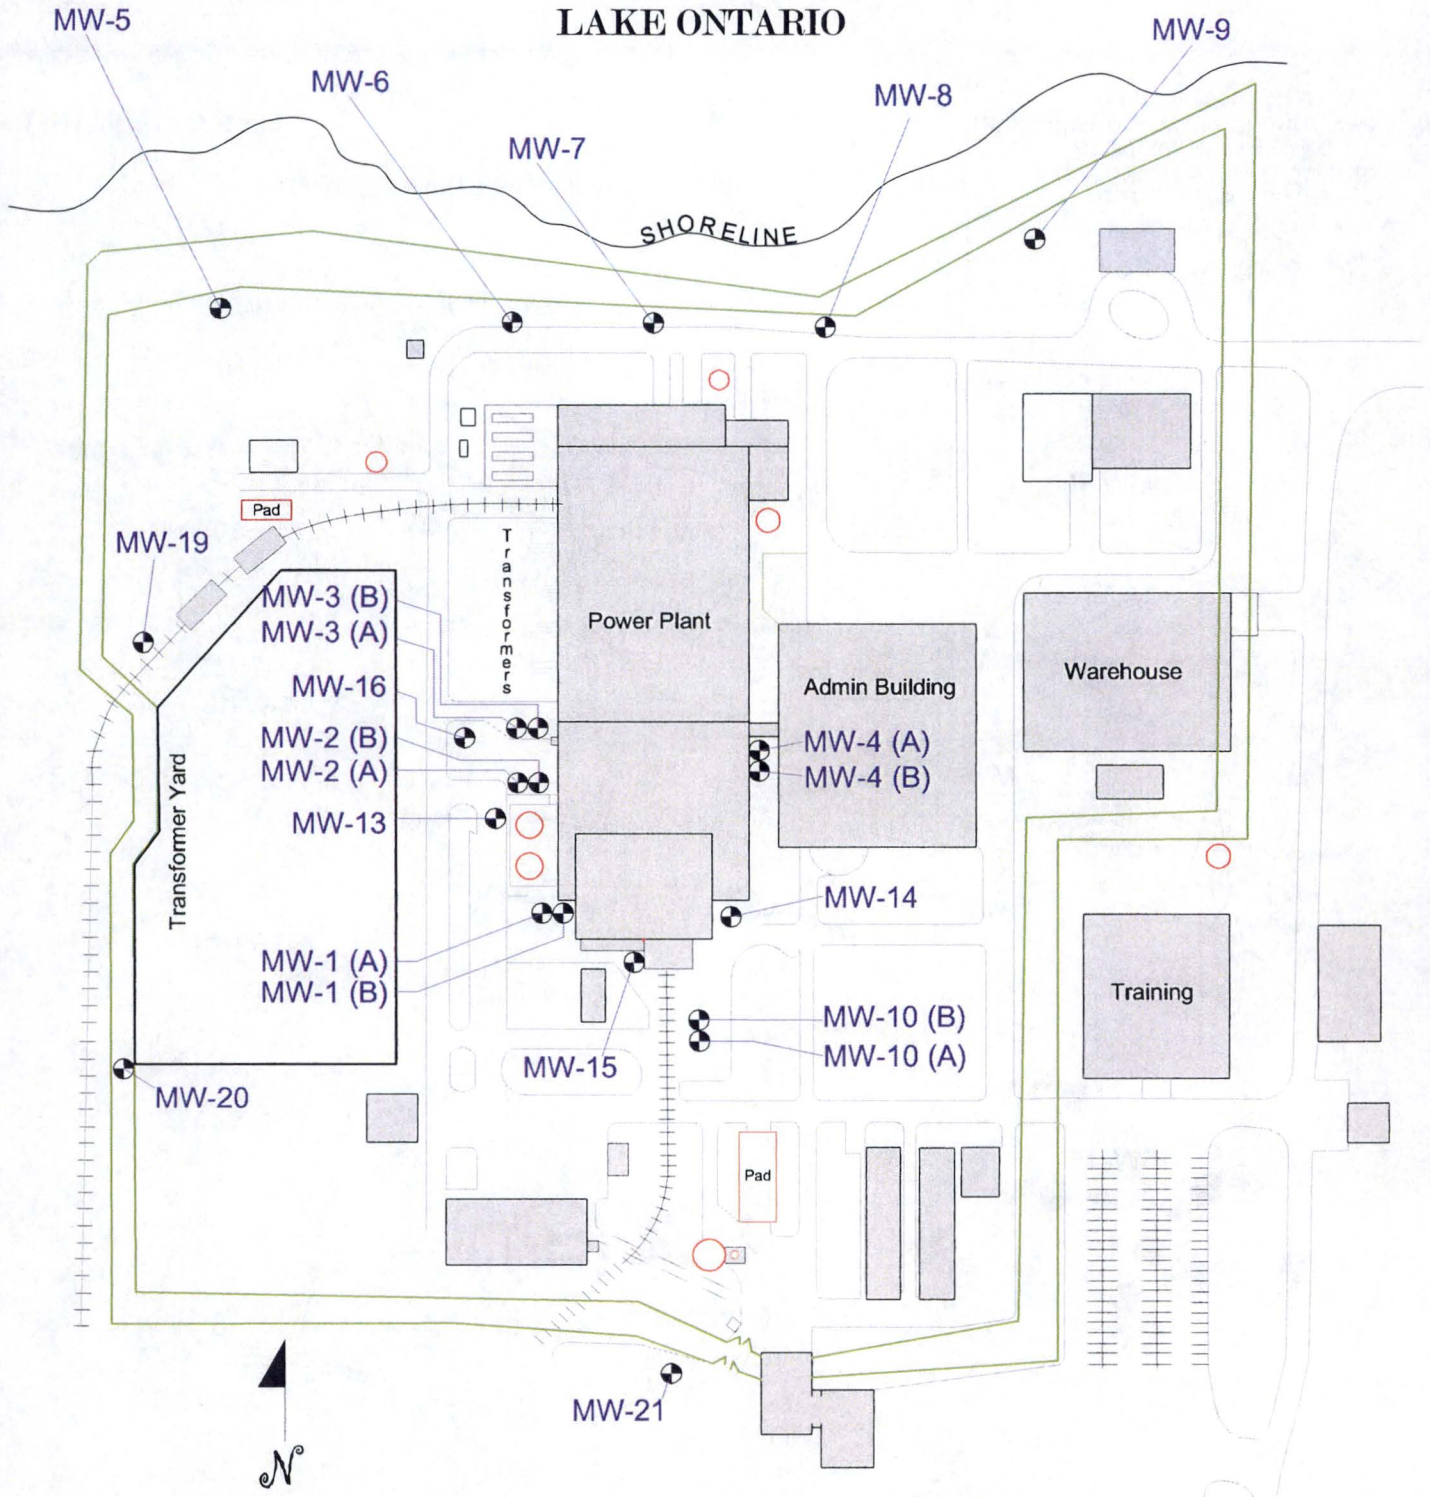 LAKE ONTARIO
MW-5
MW-9
MW-6
MW-8
MW-7
SHORELINE
Pad
MW-19
Transformers
MW-3 (B)
MW-3 (A)
Power Plant
MW-16
Admin Building
Warehouse
MW-2 (B)
MW-4 (A)
MW-2 (A)
MW-4 (B)
MW-13
Transformer Yard
MW-14
MW-1 (A)
MW-1 (B)
Training
MW-10 (B)
MW-10 (A)
MW-15
MW-20
Pad
MW-21
N